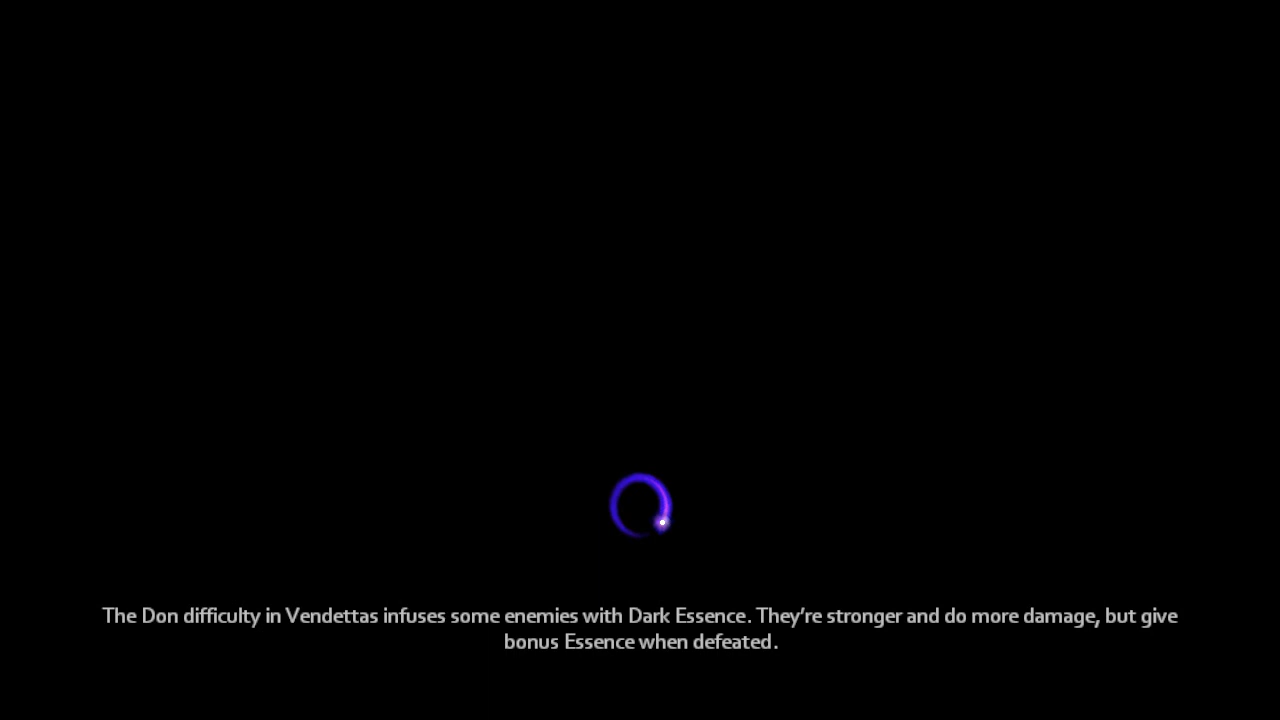 The Don difficulty in Vendettas infuses some enemies with Dark Essence. They're stronger and do more damage, but give
bonus Essence when defeated.